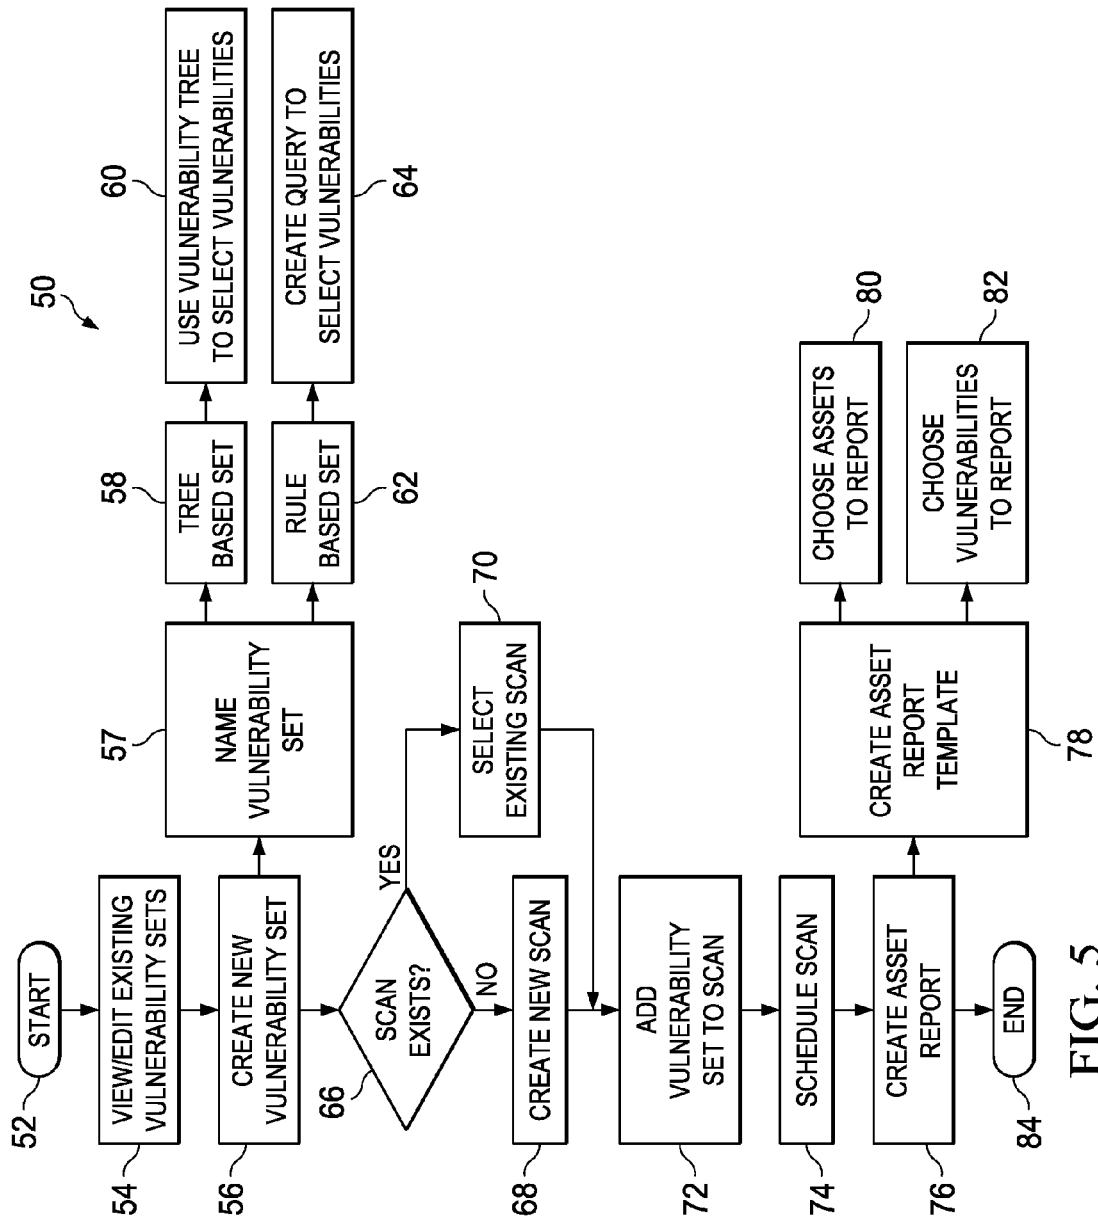 50
52
START
54
VIEW/EDIT EXISTING
VULNERABILITY SETS
56
CREATE NEW
VULNERABILITY SET
57
NAME
VULNERABILITY
SET
58
TREE
BASED SET
60
USE VULNERABILITY TREE
TO SELECT VULNERABILITIES
62
RULE
BASED SET
64
CREATE QUERY TO
SELECT VULNERABILITIES
66
SCAN
EXISTS?
YES
NO
70
SELECT
EXISTING SCAN
68
CREATE NEW SCAN
72
ADD
VULNERABILITY
SET TO SCAN
74
SCHEDULE SCAN
76
CREATE ASSET
REPORT
78
CREATE ASSET
REPORT
TEMPLATE
80
CHOOSE ASSETS
TO REPORT
82
CHOOSE
VULNERABILITIES
TO REPORT
84
END
FIG. 5